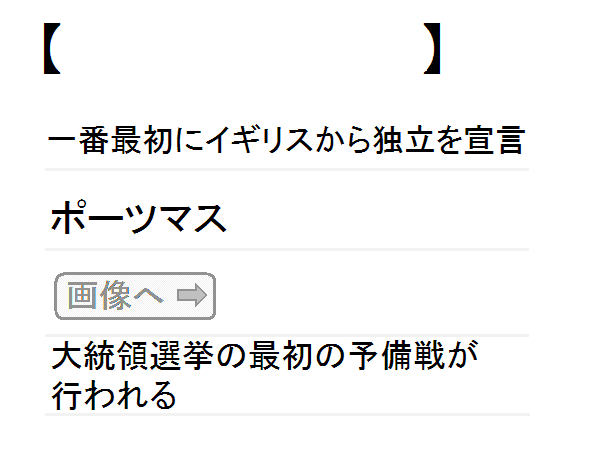 【　　　　　　　】
一番最初にイギリスから独立を宣言
ポーツマス
画像へ ⇨
大統領選挙の最初の予備戦が
行われる